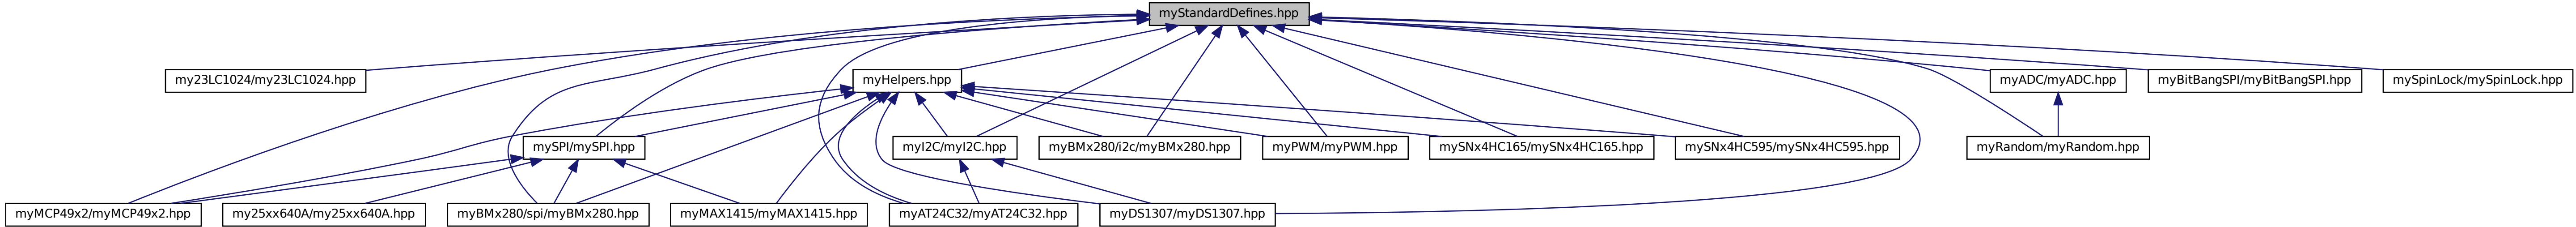 myStandardDefines.hpp
my23LC1024/my23LC1024.hpp
myHelpers.hpp
myADC/myADC.hpp
myBitBangSPI/myBitBangSPI.hpp
mySpinLock/mySpinLock.hpp
mySPI/mySPI.hpp
myI2C/myI2C.hpp
myBMx280/i2c/myBMx280.hpp
myPWM/myPWM.hpp
mySNx4HC165/mySNx4HC165.hpp
mySNx4HC595/mySNx4HC595.hpp
myRandom/myRandom.hpp
myMCP49x2/myMCP49x2.hpp
my25xx640A/my25xx640A.hpp
myBMx280/spi/myBMx280.hpp
myMAX1415/myMAX1415.hpp
myAT24C32/myAT24C32.hpp
myDS1307/myDS1307.hpp